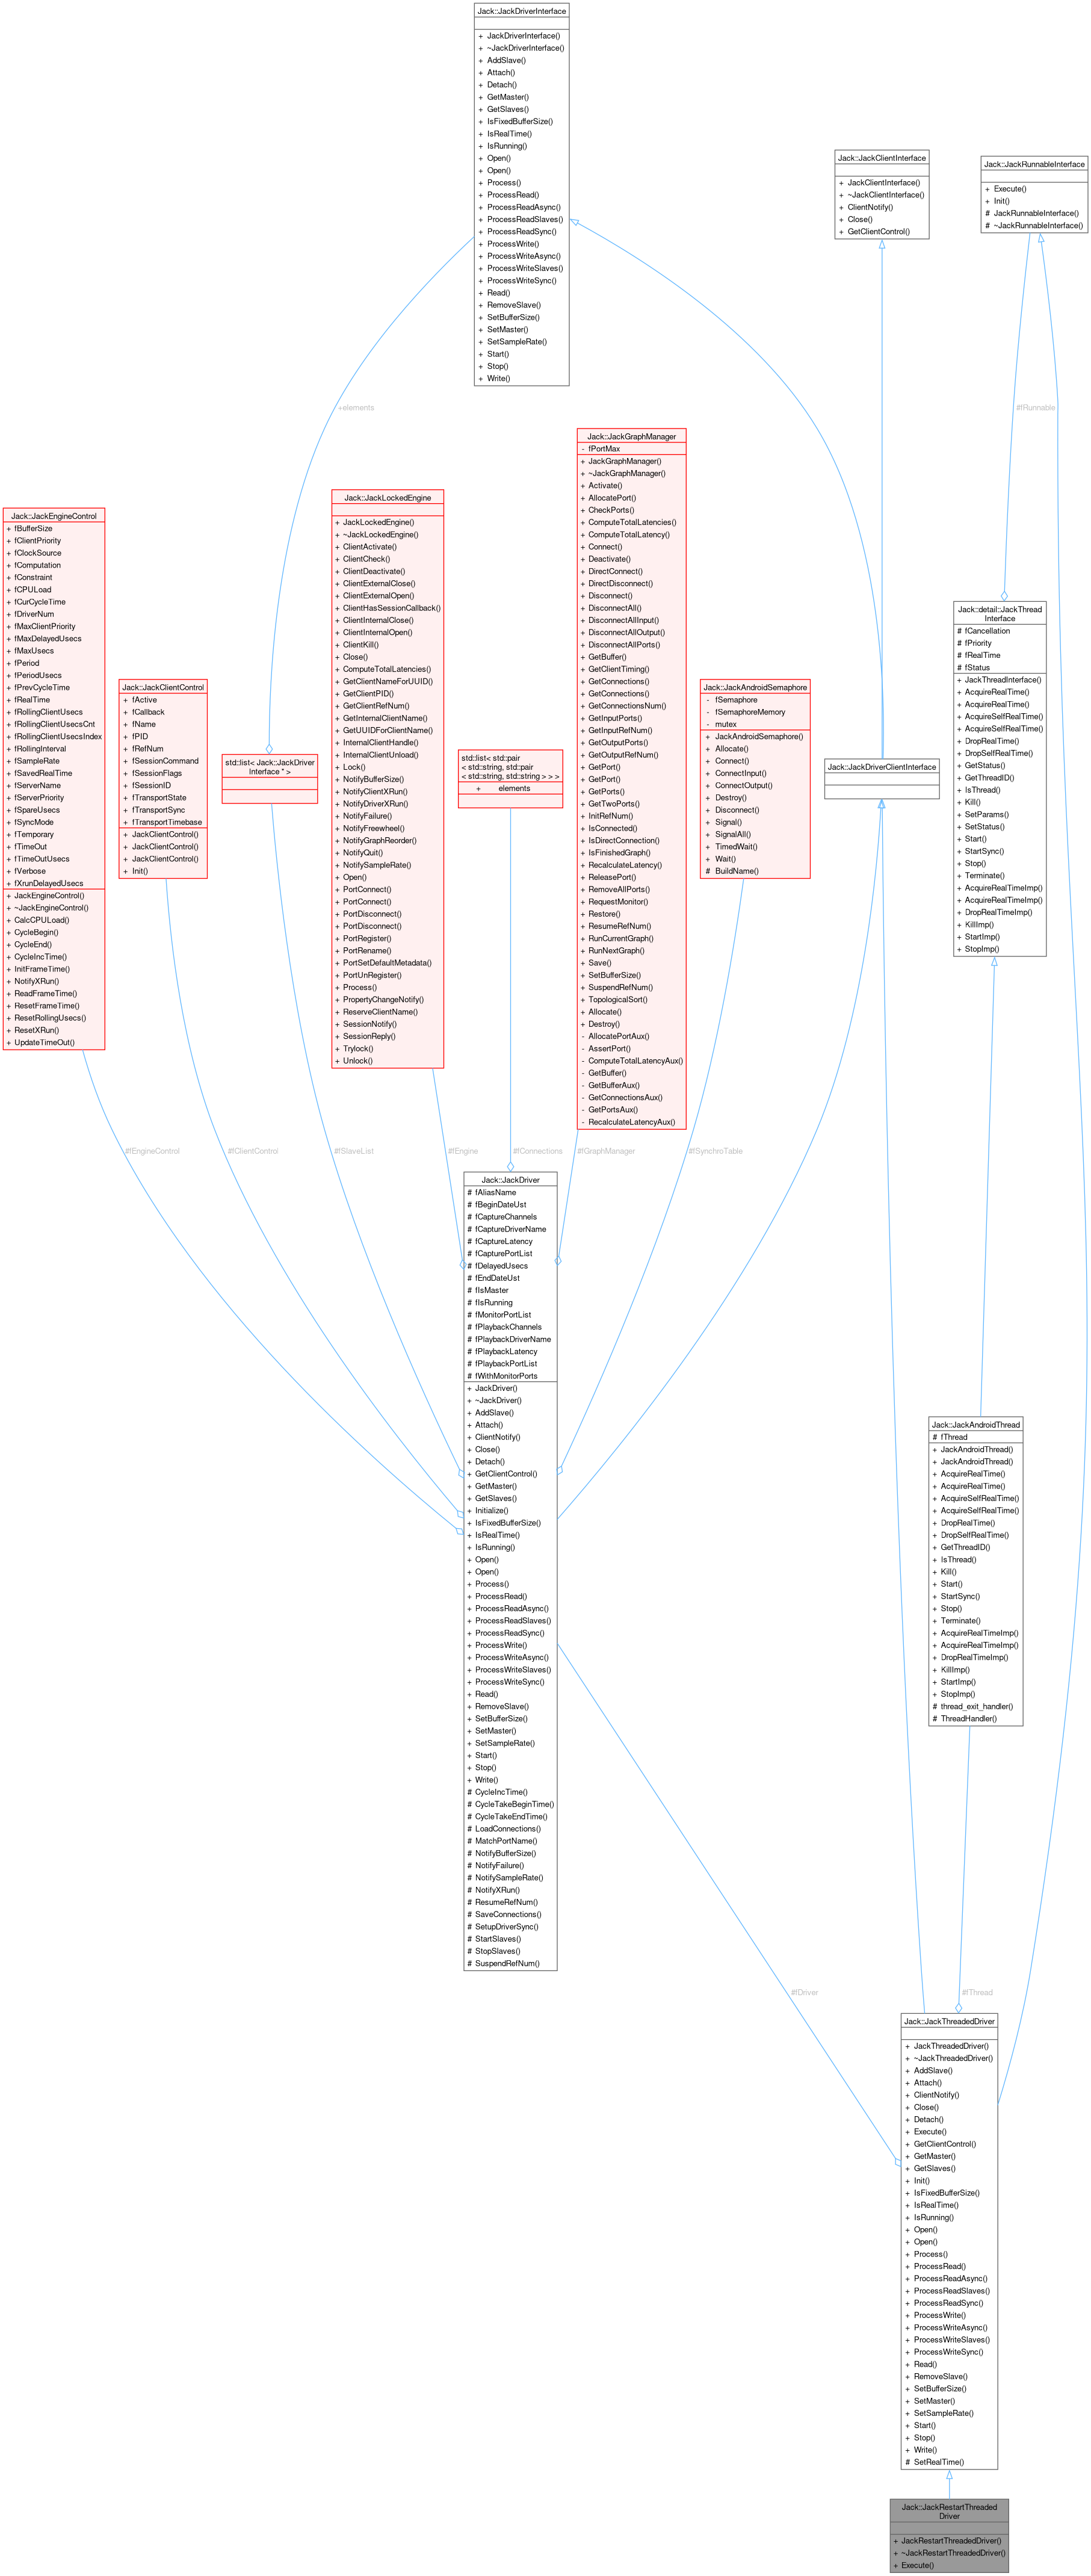 Jack::JackDriverInterface
+ JackDriverInterface()
+ ~JackDriverInterface()
+ AddSlave()
+ Attach()
+ Detach()
+ GetMaster()
+ GetSlaves()
+ IsFixedBufferSize()
+ IsRealTime()
+ IsRunning()
+ Open()
+ Open()
+ Process()
+ ProcessRead()
+ ProcessReadAsync()
+ ProcessReadSlaves()
+ ProcessReadSync()
+ ProcessWrite()
+ ProcessWriteAsync()
+ ProcessWriteSlaves()
+ ProcessWriteSync()
+ Read()
+ RemoveSlave()
+ SetBufferSize()
+ SetMaster()
+ SetSampleRate()
+ Start()
+ Stop()
+ Write()
Jack::JackClientInterface
+ JackClientInterface()
+ ~JackClientInterface()
+ ClientNotify()
+ Close()
+ GetClientControl()
Jack::JackRunnableInterface
+ Execute()
+ Init()
# JackRunnableInterface()
# ~JackRunnableInterface()
+elements
#fRunnable
Jack::JackGraphManager
- fPortMax
+ JackGraphManager()
+ ~JackGraphManager()
+ Activate()
+ AllocatePort()
+ CheckPorts()
+ ComputeTotalLatencies()
+ ComputeTotalLatency()
+ Connect()
+ Deactivate()
+ DirectConnect()
+ DirectDisconnect()
+ Disconnect()
+ DisconnectAll()
+ DisconnectAllInput()
+ DisconnectAllOutput()
+ DisconnectAllPorts()
+ GetBuffer()
+ GetClientTiming()
+ GetConnections()
+ GetConnections()
+ GetConnectionsNum()
+ GetInputPorts()
+ GetInputRefNum()
+ GetOutputPorts()
+ GetOutputRefNum()
+ GetPort()
+ GetPort()
+ GetPorts()
+ GetTwoPorts()
+ InitRefNum()
+ IsConnected()
+ IsDirectConnection()
+ IsFinishedGraph()
+ RecalculateLatency()
+ ReleasePort()
+ RemoveAllPorts()
+ RequestMonitor()
+ Restore()
+ ResumeRefNum()
+ RunCurrentGraph()
+ RunNextGraph()
+ Save()
+ SetBufferSize()
+ SuspendRefNum()
+ TopologicalSort()
+ Allocate()
+ Destroy()
- AllocatePortAux()
- AssertPort()
- ComputeTotalLatencyAux()
- GetBuffer()
- GetBufferAux()
- GetConnectionsAux()
- GetPortsAux()
- RecalculateLatencyAux()
Jack::JackLockedEngine
+ JackLockedEngine()
+ ~JackLockedEngine()
+ ClientActivate()
+ ClientCheck()
+ ClientDeactivate()
+ ClientExternalClose()
+ ClientExternalOpen()
+ ClientHasSessionCallback()
+ ClientInternalClose()
+ ClientInternalOpen()
+ ClientKill()
+ Close()
+ ComputeTotalLatencies()
+ GetClientNameForUUID()
+ GetClientPID()
+ GetClientRefNum()
+ GetInternalClientName()
+ GetUUIDForClientName()
+ InternalClientHandle()
+ InternalClientUnload()
+ Lock()
+ NotifyBufferSize()
+ NotifyClientXRun()
+ NotifyDriverXRun()
+ NotifyFailure()
+ NotifyFreewheel()
+ NotifyGraphReorder()
+ NotifyQuit()
+ NotifySampleRate()
+ Open()
+ PortConnect()
+ PortConnect()
+ PortDisconnect()
+ PortDisconnect()
+ PortRegister()
+ PortRename()
+ PortSetDefaultMetadata()
+ PortUnRegister()
+ Process()
+ PropertyChangeNotify()
+ ReserveClientName()
+ SessionNotify()
+ SessionReply()
+ Trylock()
+ Unlock()
Jack::JackEngineControl
+ fBufferSize
+ fClientPriority
+ fClockSource
+ fComputation
+ fConstraint
+ fCPULoad
+ fCurCycleTime
+ fDriverNum
+ fMaxClientPriority
+ fMaxDelayedUsecs
+ fMaxUsecs
+ fPeriod
+ fPeriodUsecs
+ fPrevCycleTime
+ fRealTime
+ fRollingClientUsecs
+ fRollingClientUsecsCnt
+ fRollingClientUsecsIndex
+ fRollingInterval
+ fSampleRate
+ fSavedRealTime
+ fServerName
+ fServerPriority
+ fSpareUsecs
+ fSyncMode
+ fTemporary
+ fTimeOut
+ fTimeOutUsecs
+ fVerbose
+ fXrunDelayedUsecs
+ JackEngineControl()
+ ~JackEngineControl()
+ CalcCPULoad()
+ CycleBegin()
+ CycleEnd()
+ CycleIncTime()
+ InitFrameTime()
+ NotifyXRun()
+ ReadFrameTime()
+ ResetFrameTime()
+ ResetRollingUsecs()
+ ResetXRun()
+ UpdateTimeOut()
Jack::JackClientControl
+ fActive
+ fCallback
+ fName
+ fPID
+ fRefNum
+ fSessionCommand
+ fSessionFlags
+ fSessionID
+ fTransportState
+ fTransportSync
+ fTransportTimebase
+ JackClientControl()
+ JackClientControl()
+ JackClientControl()
+ Init()
std::list< Jack::JackDriver
Interface * >
std::list< std::pair
< std::string, std::pair
< std::string, std::string > > >
+ elements
Jack::JackAndroidSemaphore
- fSemaphore
- fSemaphoreMemory
- mutex
+ JackAndroidSemaphore()
+ Allocate()
+ Connect()
+ ConnectInput()
+ ConnectOutput()
+ Destroy()
+ Disconnect()
+ Signal()
+ SignalAll()
+ TimedWait()
+ Wait()
# BuildName()
Jack::JackDriverClientInterface
Jack::detail::JackThread
Interface
# fCancellation
# fPriority
# fRealTime
# fStatus
+ JackThreadInterface()
+ AcquireRealTime()
+ AcquireRealTime()
+ AcquireSelfRealTime()
+ AcquireSelfRealTime()
+ DropRealTime()
+ DropSelfRealTime()
+ GetStatus()
+ GetThreadID()
+ IsThread()
+ Kill()
+ SetParams()
+ SetStatus()
+ Start()
+ StartSync()
+ Stop()
+ Terminate()
+ AcquireRealTimeImp()
+ AcquireRealTimeImp()
+ DropRealTimeImp()
+ KillImp()
+ StartImp()
+ StopImp()
#fEngineControl
#fClientControl
#fSlaveList
#fEngine
#fConnections
#fGraphManager
#fSynchroTable
Jack::JackDriver
# fAliasName
# fBeginDateUst
# fCaptureChannels
# fCaptureDriverName
# fCaptureLatency
# fCapturePortList
# fDelayedUsecs
# fEndDateUst
# fIsMaster
# fIsRunning
# fMonitorPortList
# fPlaybackChannels
# fPlaybackDriverName
# fPlaybackLatency
# fPlaybackPortList
# fWithMonitorPorts
+ JackDriver()
+ ~JackDriver()
+ AddSlave()
+ Attach()
+ ClientNotify()
+ Close()
+ Detach()
+ GetClientControl()
+ GetMaster()
+ GetSlaves()
+ Initialize()
+ IsFixedBufferSize()
+ IsRealTime()
+ IsRunning()
+ Open()
+ Open()
+ Process()
+ ProcessRead()
+ ProcessReadAsync()
+ ProcessReadSlaves()
+ ProcessReadSync()
+ ProcessWrite()
+ ProcessWriteAsync()
+ ProcessWriteSlaves()
+ ProcessWriteSync()
+ Read()
+ RemoveSlave()
+ SetBufferSize()
+ SetMaster()
+ SetSampleRate()
+ Start()
+ Stop()
+ Write()
# CycleIncTime()
# CycleTakeBeginTime()
# CycleTakeEndTime()
# LoadConnections()
# MatchPortName()
# NotifyBufferSize()
# NotifyFailure()
# NotifySampleRate()
# NotifyXRun()
# ResumeRefNum()
# SaveConnections()
# SetupDriverSync()
# StartSlaves()
# StopSlaves()
# SuspendRefNum()
Jack::JackAndroidThread
# fThread
+ JackAndroidThread()
+ JackAndroidThread()
+ AcquireRealTime()
+ AcquireRealTime()
+ AcquireSelfRealTime()
+ AcquireSelfRealTime()
+ DropRealTime()
+ DropSelfRealTime()
+ GetThreadID()
+ IsThread()
+ Kill()
+ Start()
+ StartSync()
+ Stop()
+ Terminate()
+ AcquireRealTimeImp()
+ AcquireRealTimeImp()
+ DropRealTimeImp()
+ KillImp()
+ StartImp()
+ StopImp()
# thread_exit_handler()
# ThreadHandler()
#fDriver
#fThread
Jack::JackThreadedDriver
+ JackThreadedDriver()
+ ~JackThreadedDriver()
+ AddSlave()
+ Attach()
+ ClientNotify()
+ Close()
+ Detach()
+ Execute()
+ GetClientControl()
+ GetMaster()
+ GetSlaves()
+ Init()
+ IsFixedBufferSize()
+ IsRealTime()
+ IsRunning()
+ Open()
+ Open()
+ Process()
+ ProcessRead()
+ ProcessReadAsync()
+ ProcessReadSlaves()
+ ProcessReadSync()
+ ProcessWrite()
+ ProcessWriteAsync()
+ ProcessWriteSlaves()
+ ProcessWriteSync()
+ Read()
+ RemoveSlave()
+ SetBufferSize()
+ SetMaster()
+ SetSampleRate()
+ Start()
+ Stop()
+ Write()
# SetRealTime()
Jack::JackRestartThreaded
Driver
+ JackRestartThreadedDriver()
+ ~JackRestartThreadedDriver()
+ Execute()